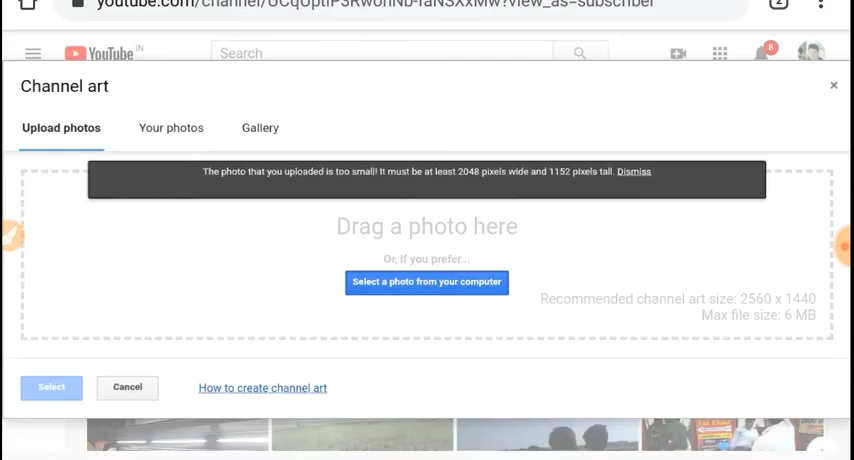 2
YouTube IN
Search
8
Channel art
×
Upload photos
Your photos
Gallery
The photo that you uploaded is too small! It must be at least 2048 pixels wide and 1152 pixels tall. Dismiss
Drag a photo here
Or, if you prefer...
Select a photo from your computer
Recommended channel art size: 2560 x 1440
Max file size: 6 MB
Select
Cancel
How to create channel art